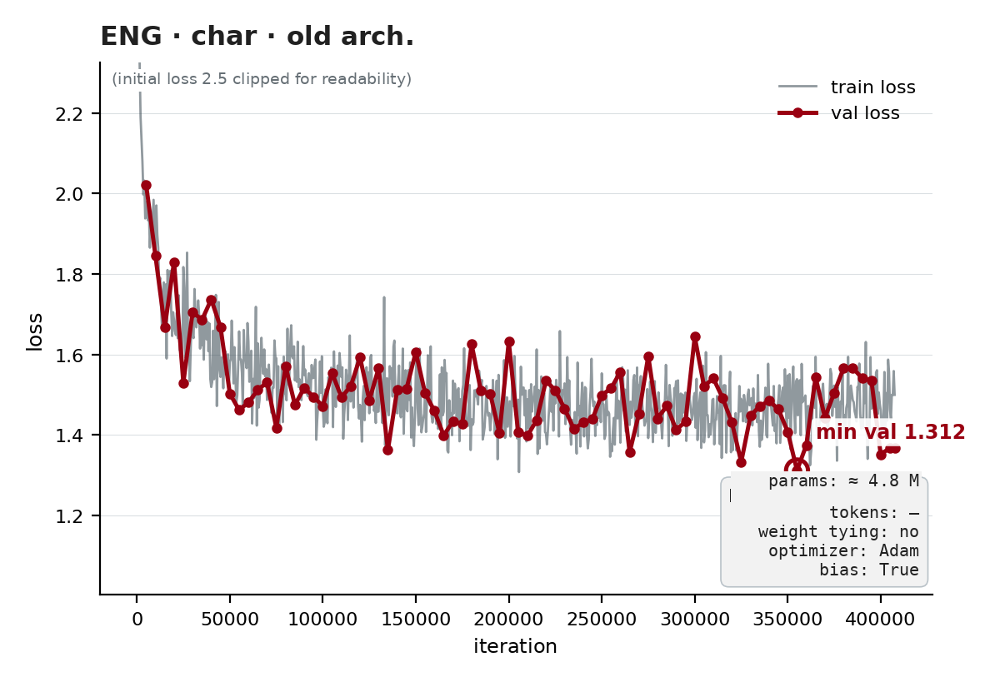 ENG · char · old arch.
(initial loss 2.5 clipped for readability)
train loss
val loss
2.2
2.0
1.8
1.6
1.4
1.2
loss
min val 1.312
params: ≈ 4.8 M
tokens: —
weight tying: no
optimizer: Adam
bias: True
0 50000 100000 150000 200000 250000 300000 350000 400000
iteration